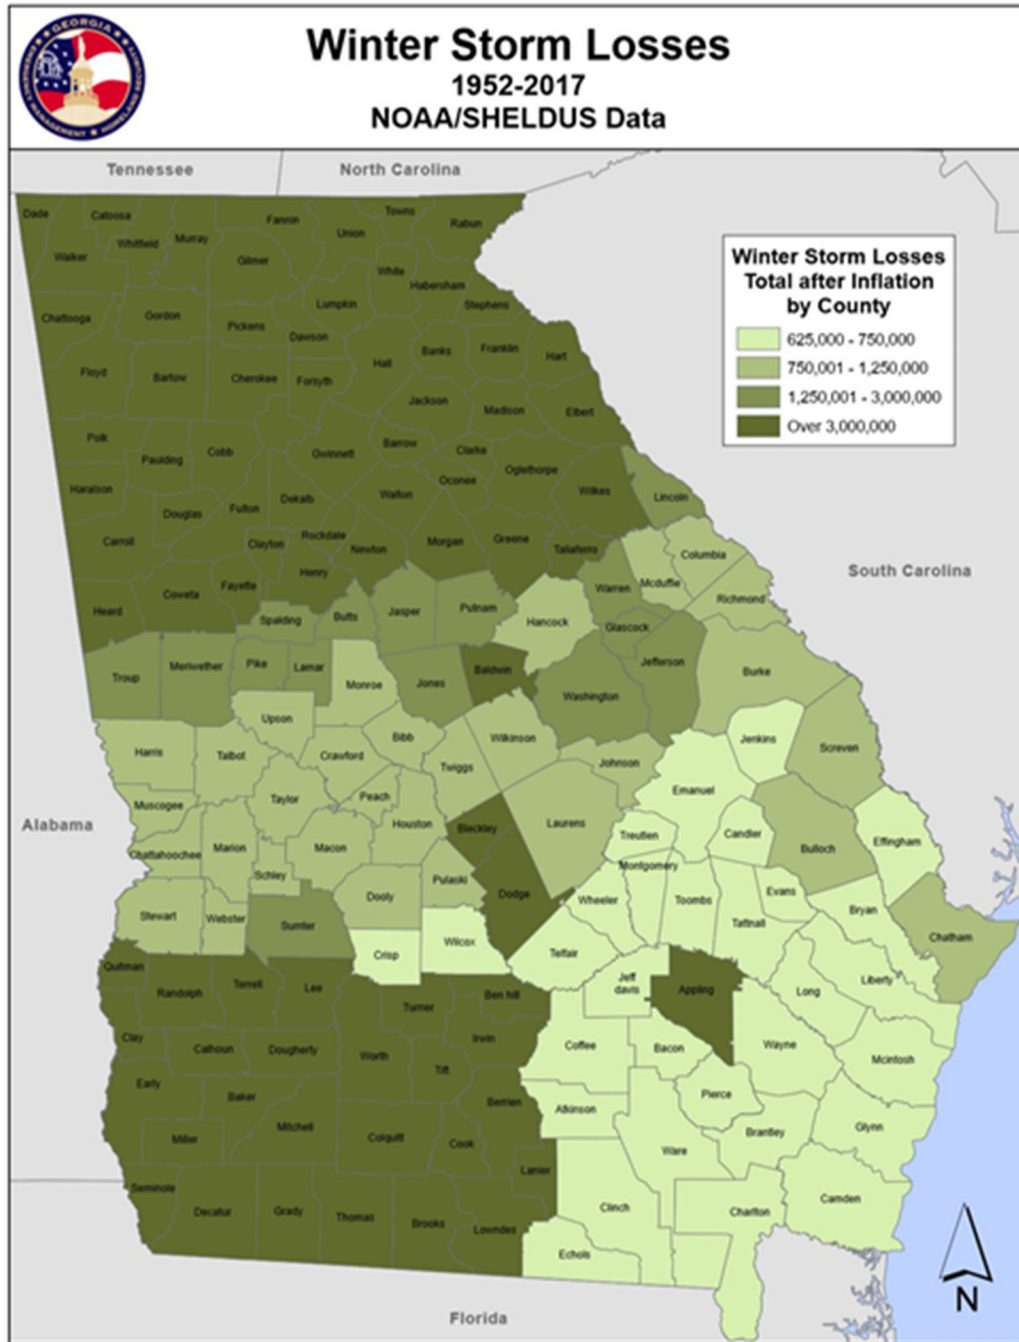 GEORGIA
EMERGENCY MANAGEMENT
HOMELAND SECURITY
Winter Storm Losses
1952-2017
NOAA/SHELDUS Data
Tennessee
North Carolina
Winter Storm Losses
Total after Inflation
by County
625,000 - 750,000
750,001 - 1,250,000
1,250,001 - 3,000,000
Over 3,000,000
Dade
Catoosa
Fannin
Towns
Rabun
Walker
Whitfield
Murray
Union
Gilmer
White
Habersham
Chattooga
Gordon
Pickens
Lumpkin
Stephens
Dawson
Floyd
Bartow
Cherokee
Forsyth
Hall
Banks
Franklin
Hart
Jackson
Madison
Elbert
Polk
Paulding
Cobb
Gwinnett
Barrow
Clarke
Oglethorpe
Haralson
Douglas
Fulton
Dekalb
Walton
Oconee
Wilkes
Lincoln
Carroll
Clayton
Rockdale
Newton
Morgan
Greene
Taliaferro
Columbia
Heard
Coweta
Fayette
Henry
Warren
Mcduffie
Richmond
South Carolina
Spalding
Butts
Jasper
Putnam
Hancock
Glascock
Troup
Meriwether
Pike
Lamar
Monroe
Jones
Baldwin
Washington
Jefferson
Burke
Harris
Talbot
Upson
Crawford
Bibb
Twiggs
Wilkinson
Johnson
Jenkins
Screven
Alabama
Muscogee
Taylor
Peach
Houston
Bleckley
Laurens
Emanuel
Treutlen
Candler
Bulloch
Effingham
Chattahoochee
Marion
Schley
Macon
Dooly
Pulaski
Dodge
Montgomery
Stewart
Webster
Sumter
Crisp
Wilcox
Wheeler
Telfair
Toombs
Tattnall
Evans
Bryan
Chatham
Quitman
Randolph
Terrell
Lee
Turner
Ben hill
Jeff
davis
Appling
Long
Liberty
Clay
Calhoun
Dougherty
Worth
Irwin
Tift
Coffee
Bacon
Wayne
Mcintosh
Early
Baker
Mitchell
Berrien
Atkinson
Pierce
Brantley
Glynn
Miller
Colquitt
Cook
Lanier
Ware
Seminole
Decatur
Grady
Thomas
Brooks
Lowndes
Clinch
Charlton
Camden
Echols
Florida
N